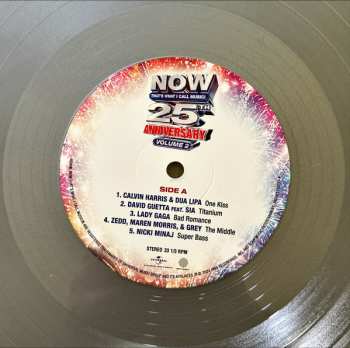 NOW
THAT'S WHAT I CALL MUSIC!
25TH
ANNIVERSARY
VOLUME 2
SIDE A
1. CALVIN HARRIS & DUA LIPA One Kiss
2. DAVID GUETTA FEAT. SIA Titanium
3. LADY GAGA Bad Romance
4. ZEDD, MAREN MORRIS, & GREY The Middle
5. NICKI MINAJ Super Bass
STEREO 33 1/3 RPM
UNIVERSAL